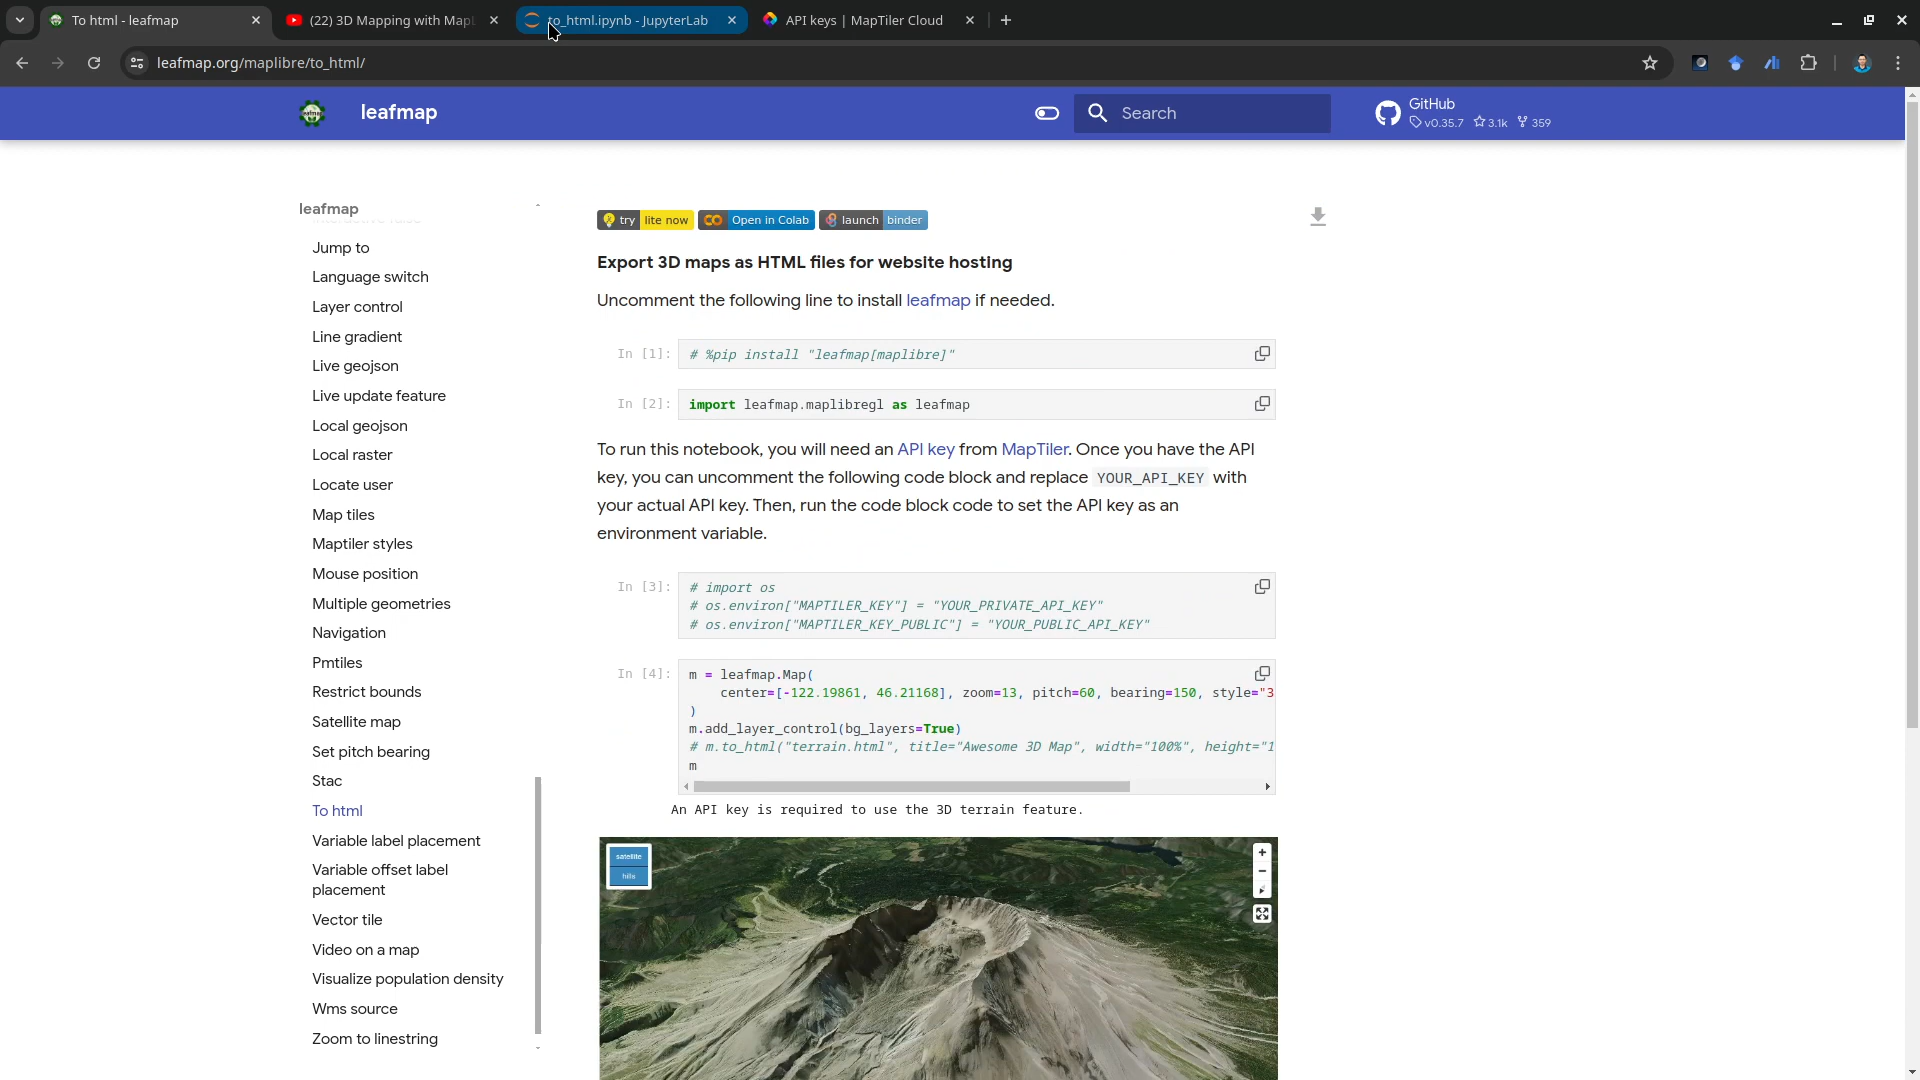 To html - leafmap
(22) 3D Mapping with Map
to_html.ipynb - JupyterLab
API keys | MapTiler Cloud
leafmap.org/maplibre/to_html/
leafmap
Search
GitHub
v0.35.7 3.1k 359
leafmap
Jump to
Language switch
Layer control
Line gradient
Live geojson
Live update feature
Local geojson
Local raster
Locate user
Map tiles
Maptiler styles
Mouse position
Multiple geometries
Navigation
Pmtiles
Restrict bounds
Satellite map
Set pitch bearing
Stac
To html
Variable label placement
Variable offset label
placement
Vector tile
Video on a map
Visualize population density
Wms source
Zoom to linestring
try lite now Open in Colab launch binder
Export 3D maps as HTML files for website hosting
Uncomment the following line to install leafmap if needed.
In [1]: # %pip install "leafmap[maplibre]"
In [2]: import leafmap.maplibregl as leafmap
To run this notebook, you will need an API key from MapTiler. Once you have the API
key, you can uncomment the following code block and replace YOUR_API_KEY with
your actual API key. Then, run the code block code to set the API key as an
environment variable.
In [3]: # import os
# os.environ["MAPTILER_KEY"] = "YOUR_PRIVATE_API_KEY"
# os.environ["MAPTILER_KEY_PUBLIC"] = "YOUR_PUBLIC_API_KEY"
In [4]: m = leafmap.Map(
center=[-122.19861, 46.21168], zoom=13, pitch=60, bearing=150, style="3
)
m.add_layer_control(bg_layers=True)
# m.to_html("terrain.html", title="Awesome 3D Map", width="100%", height="1
m
An API key is required to use the 3D terrain feature.
satellite
hills